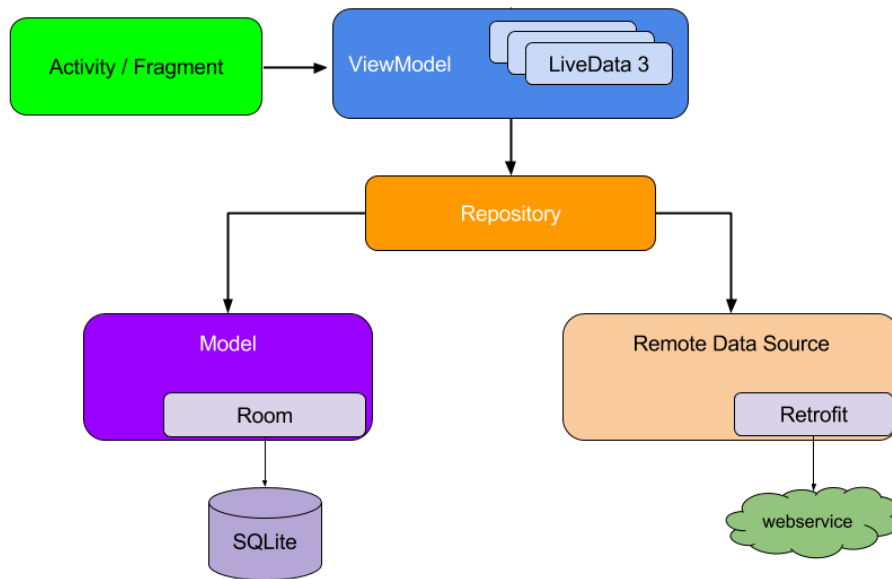 Activity / Fragment
ViewModel
LiveData 3
Repository
Model
Remote Data Source
Room
Retrofit
SQLite
webservice